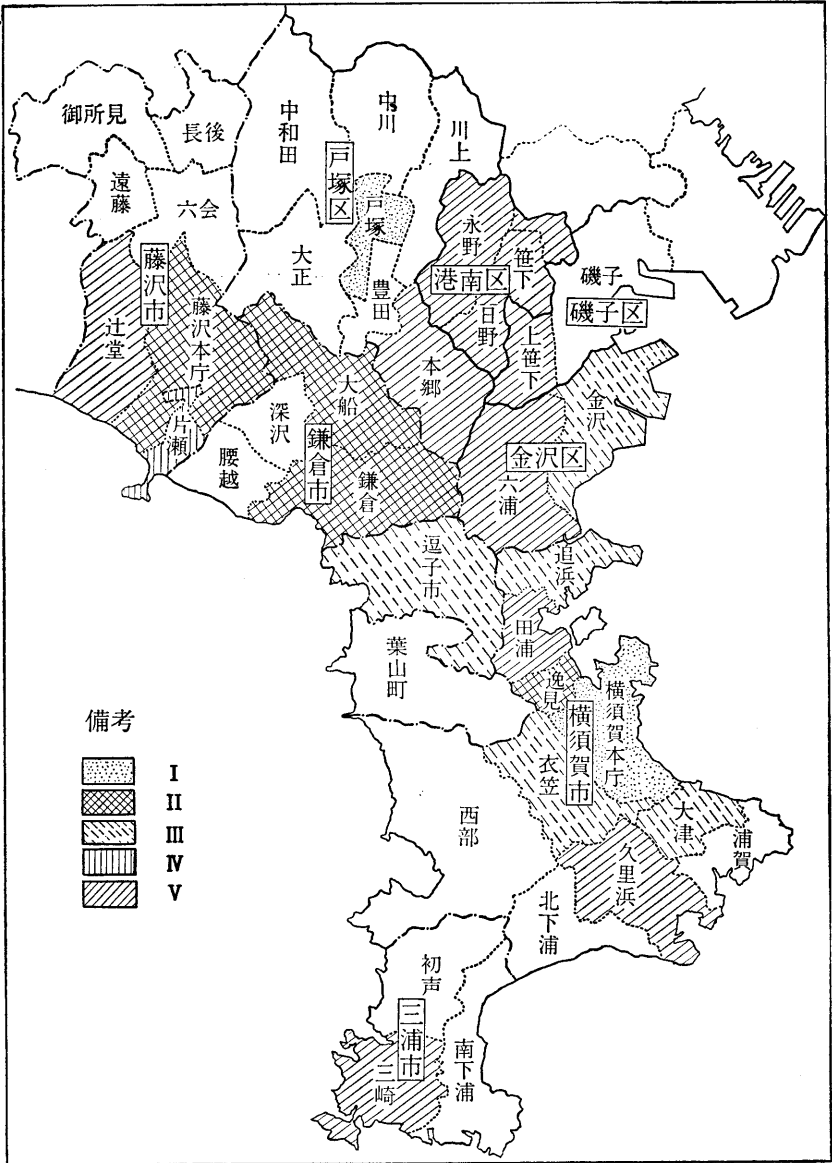 御所見
長後
中和田
中川
川上
遠藤
六会
戸塚区
戸塚
大正
豊田
永野
笹下
港南区
日野
上笹下
磯子
磯子区
藤沢市
辻堂
藤沢本庁
片瀬
大船
本郷
深沢
腰越
鎌倉市
鎌倉
金沢
金沢区
六浦
逗子市
追浜
田浦
葉山町
逸見
横須賀本庁
横須賀市
衣笠
大津
浦賀
西部
久里浜
北下浦
初声
三浦市
三崎
南下浦
備考
I
II
III
IV
V